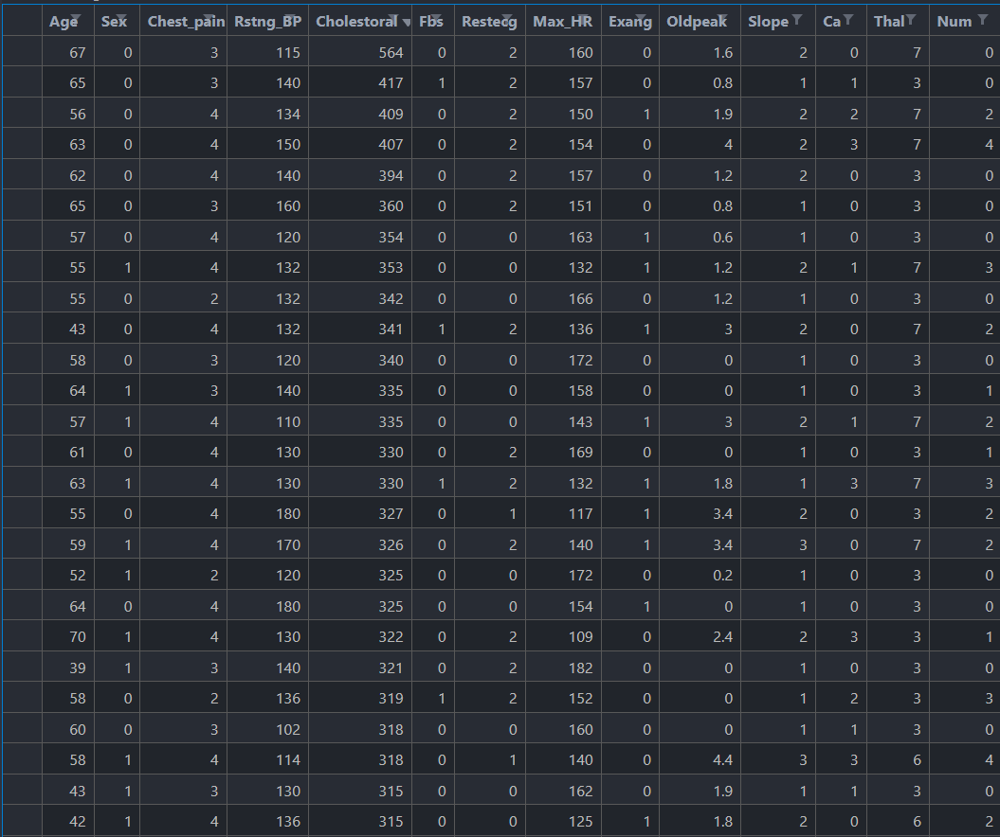 Age Sex Chest_pain Rstng_BP Cholestoral Fbs Restecg Max_HR Exang Oldpeak Slope Ca Thal Num
67 0 3 115 564 0 2 160 0 1.6 2 0 7 0
65 0 3 140 417 1 2 157 0 0.8 1 1 3 0
56 0 4 134 409 0 2 150 1 1.9 2 2 7 2
63 0 4 150 407 0 2 154 0 4 2 3 7 4
62 0 4 140 394 0 2 157 0 1.2 2 0 3 0
65 0 3 160 360 0 2 151 0 0.8 1 0 3 0
57 0 4 120 354 0 0 163 1 0.6 1 0 3 0
55 1 4 132 353 0 0 132 1 1.2 2 1 7 3
55 0 2 132 342 0 0 166 0 1.2 1 0 3 0
43 0 4 132 341 1 2 136 1 3 2 0 7 2
58 0 3 120 340 0 0 172 0 0 1 0 3 0
64 1 3 140 335 0 0 158 0 0 1 0 3 1
57 1 4 110 335 0 0 143 1 3 2 1 7 2
61 0 4 130 330 0 2 169 0 0 1 0 3 1
63 1 4 130 330 1 2 132 1 1.8 1 3 7 3
55 0 4 180 327 0 1 117 1 3.4 2 0 3 2
59 1 4 170 326 0 2 140 1 3.4 3 0 7 2
52 1 2 120 325 0 0 172 0 0.2 1 0 3 0
64 0 4 180 325 0 0 154 1 0 1 0 3 0
70 1 4 130 322 0 2 109 0 2.4 2 3 3 1
39 1 3 140 321 0 2 182 0 0 1 0 3 0
58 0 2 136 319 1 2 152 0 0 1 2 3 3
60 0 3 102 318 0 0 160 0 0 1 1 3 0
58 1 4 114 318 0 1 140 0 4.4 3 3 6 4
43 1 3 130 315 0 0 162 0 1.9 1 1 3 0
42 1 4 136 315 0 0 125 1 1.8 2 0 6 2